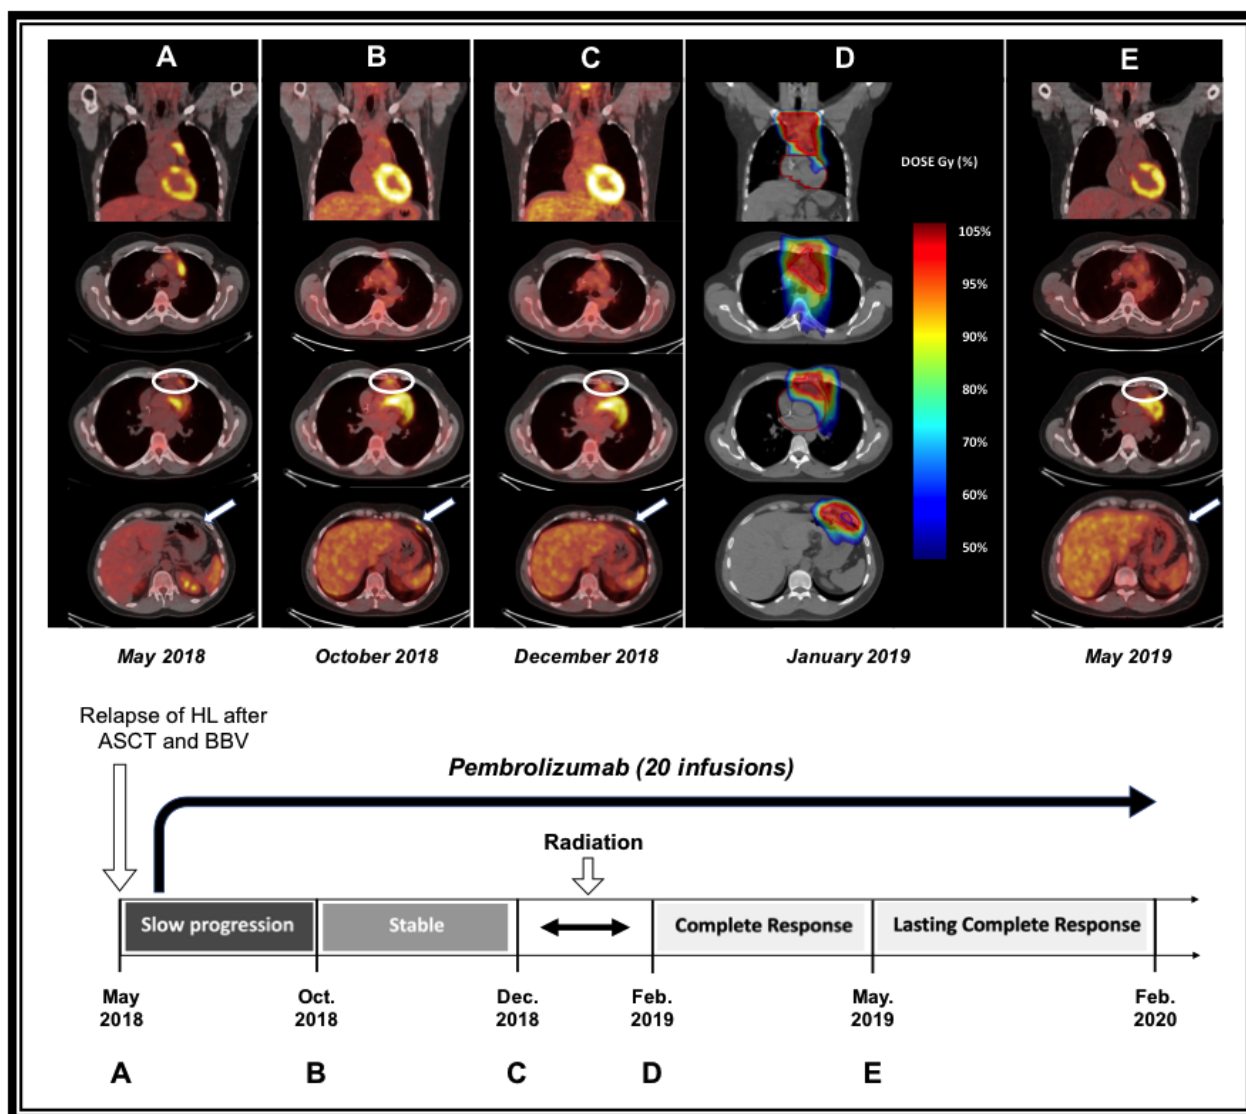 A
B
C
D
E
DOSE Gy (%)
105%
95%
90%
80%
70%
60%
50%
May 2018
October 2018
December 2018
January 2019
May 2019
Relapse of HL after
ASCT and BBV
Pembrolizumab (20 infusions)
Radiation
Slow progression
Stable
Complete Response
Lasting Complete Response
May
2018
Oct.
2018
Dec.
2018
Feb.
2019
May.
2019
Feb.
2020
A
B
C
D
E